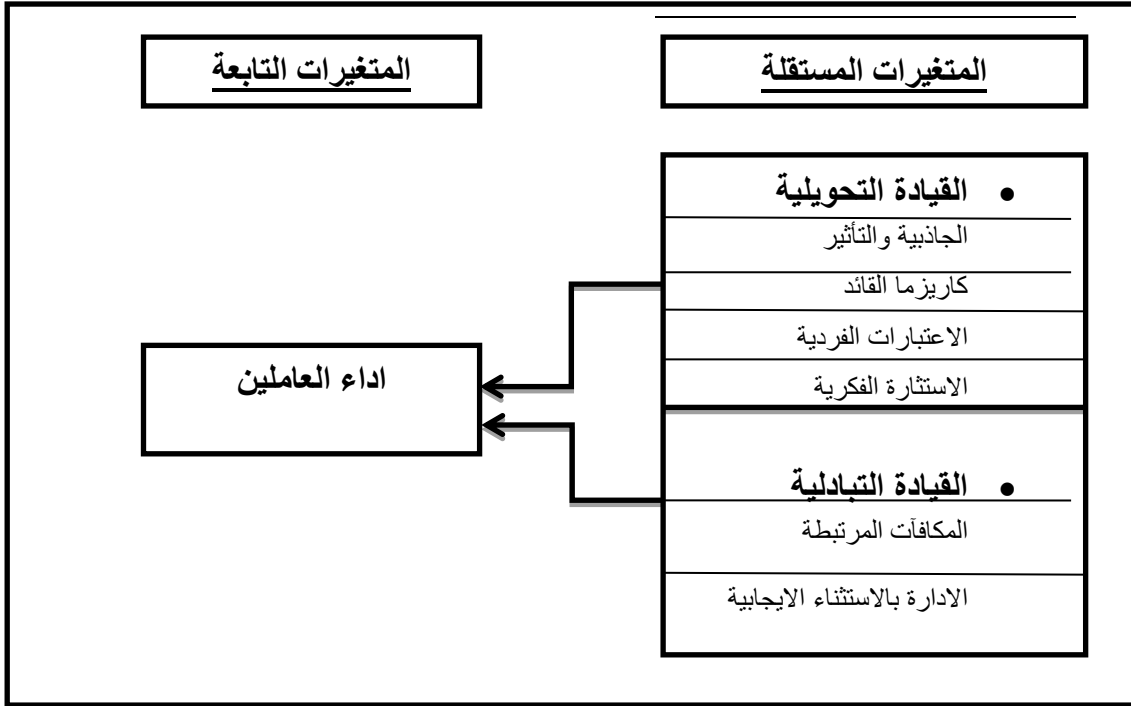 المتغيرات المستقلة
المتغيرات التابعة
• القيادة التحويلية
الجاذبية والتأثير
كاريزما القائد
الاعتبارات الفردية
الاستثارة الفكرية
• القيادة التبادلية
المكافآت المرتبطة
الادارة بالاستثناء الايجابية
اداء العاملين